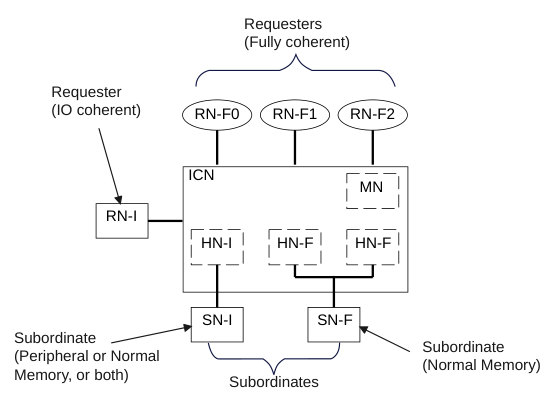 Requesters
(Fully coherent)
Requester
(IO coherent)
RN-F0
RN-F1
RN-F2
ICN
MN
RN-I
HN-I
HN-F
HN-F
SN-I
SN-F
Subordinate
(Peripheral or Normal
Memory, or both)
Subordinate
(Normal Memory)
Subordinates